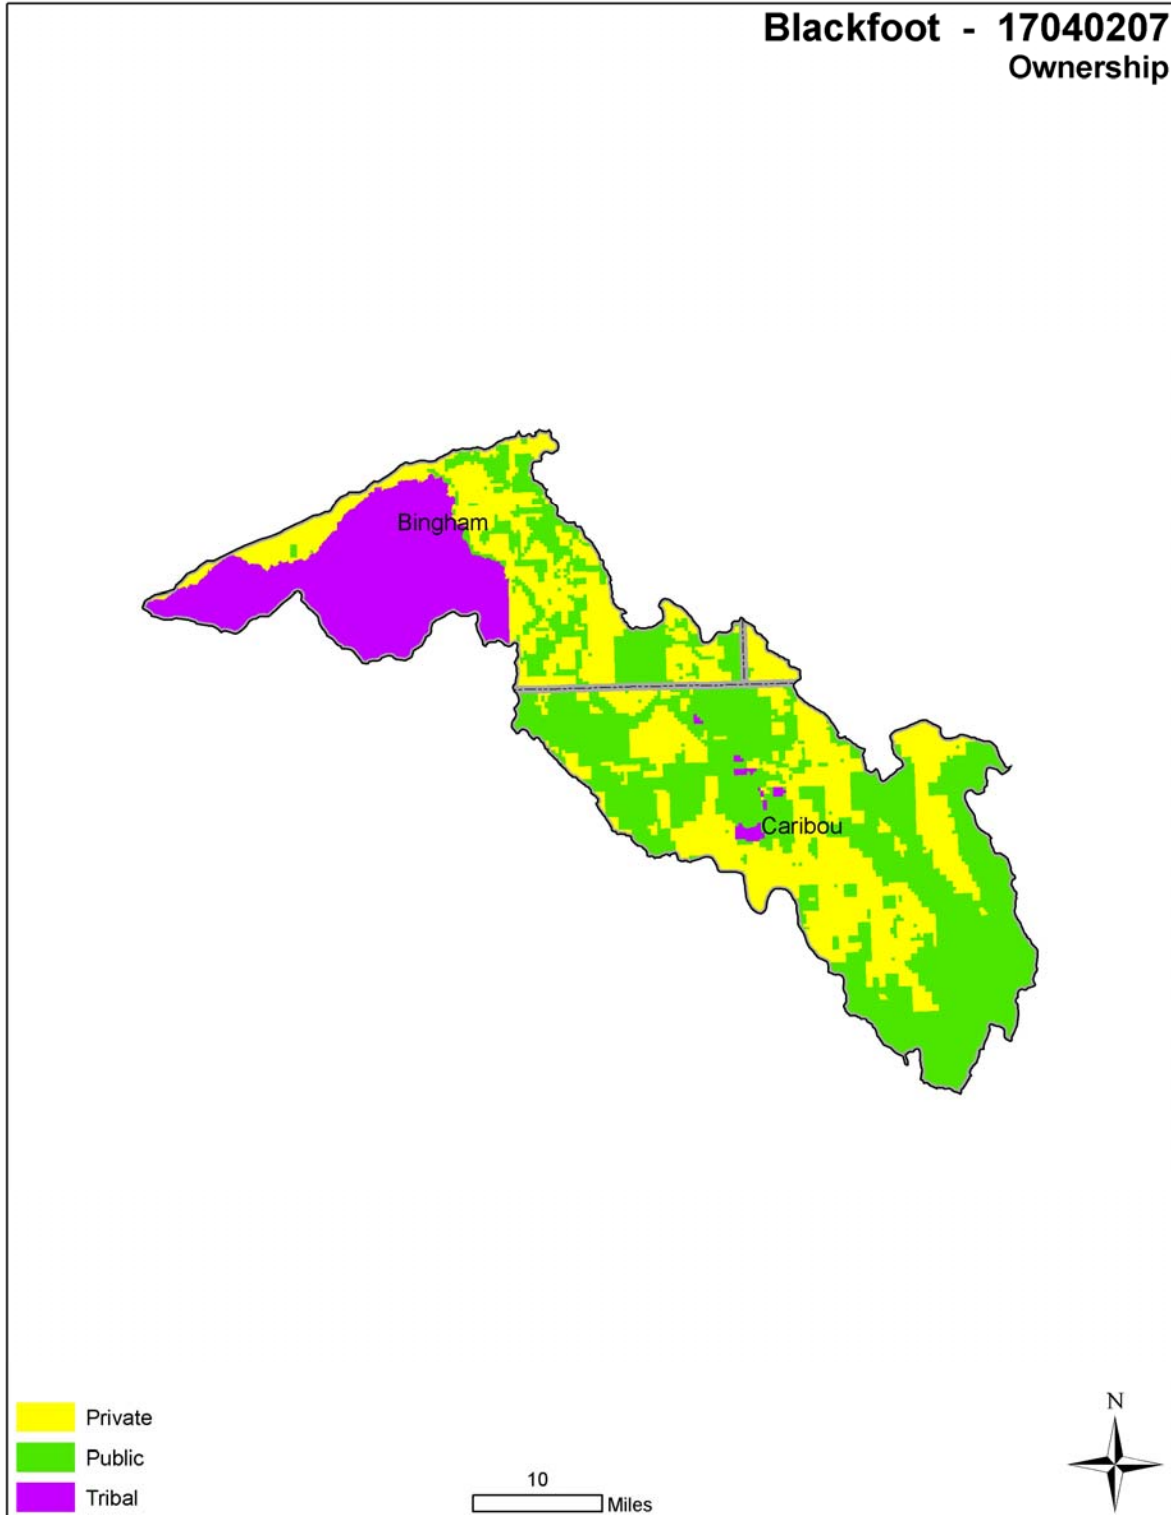 Blackfoot - 17040207
Ownership
Bingham
Caribou
Private
Public
Tribal
10
Miles
N